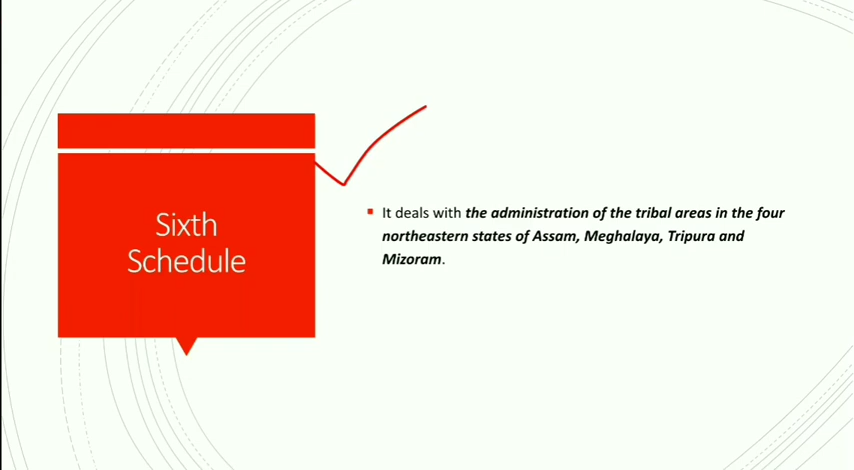 Sixth
Schedule
It deals with the administration of the tribal areas in the four
northeastern states of Assam, Meghalaya, Tripura and
Mizoram.